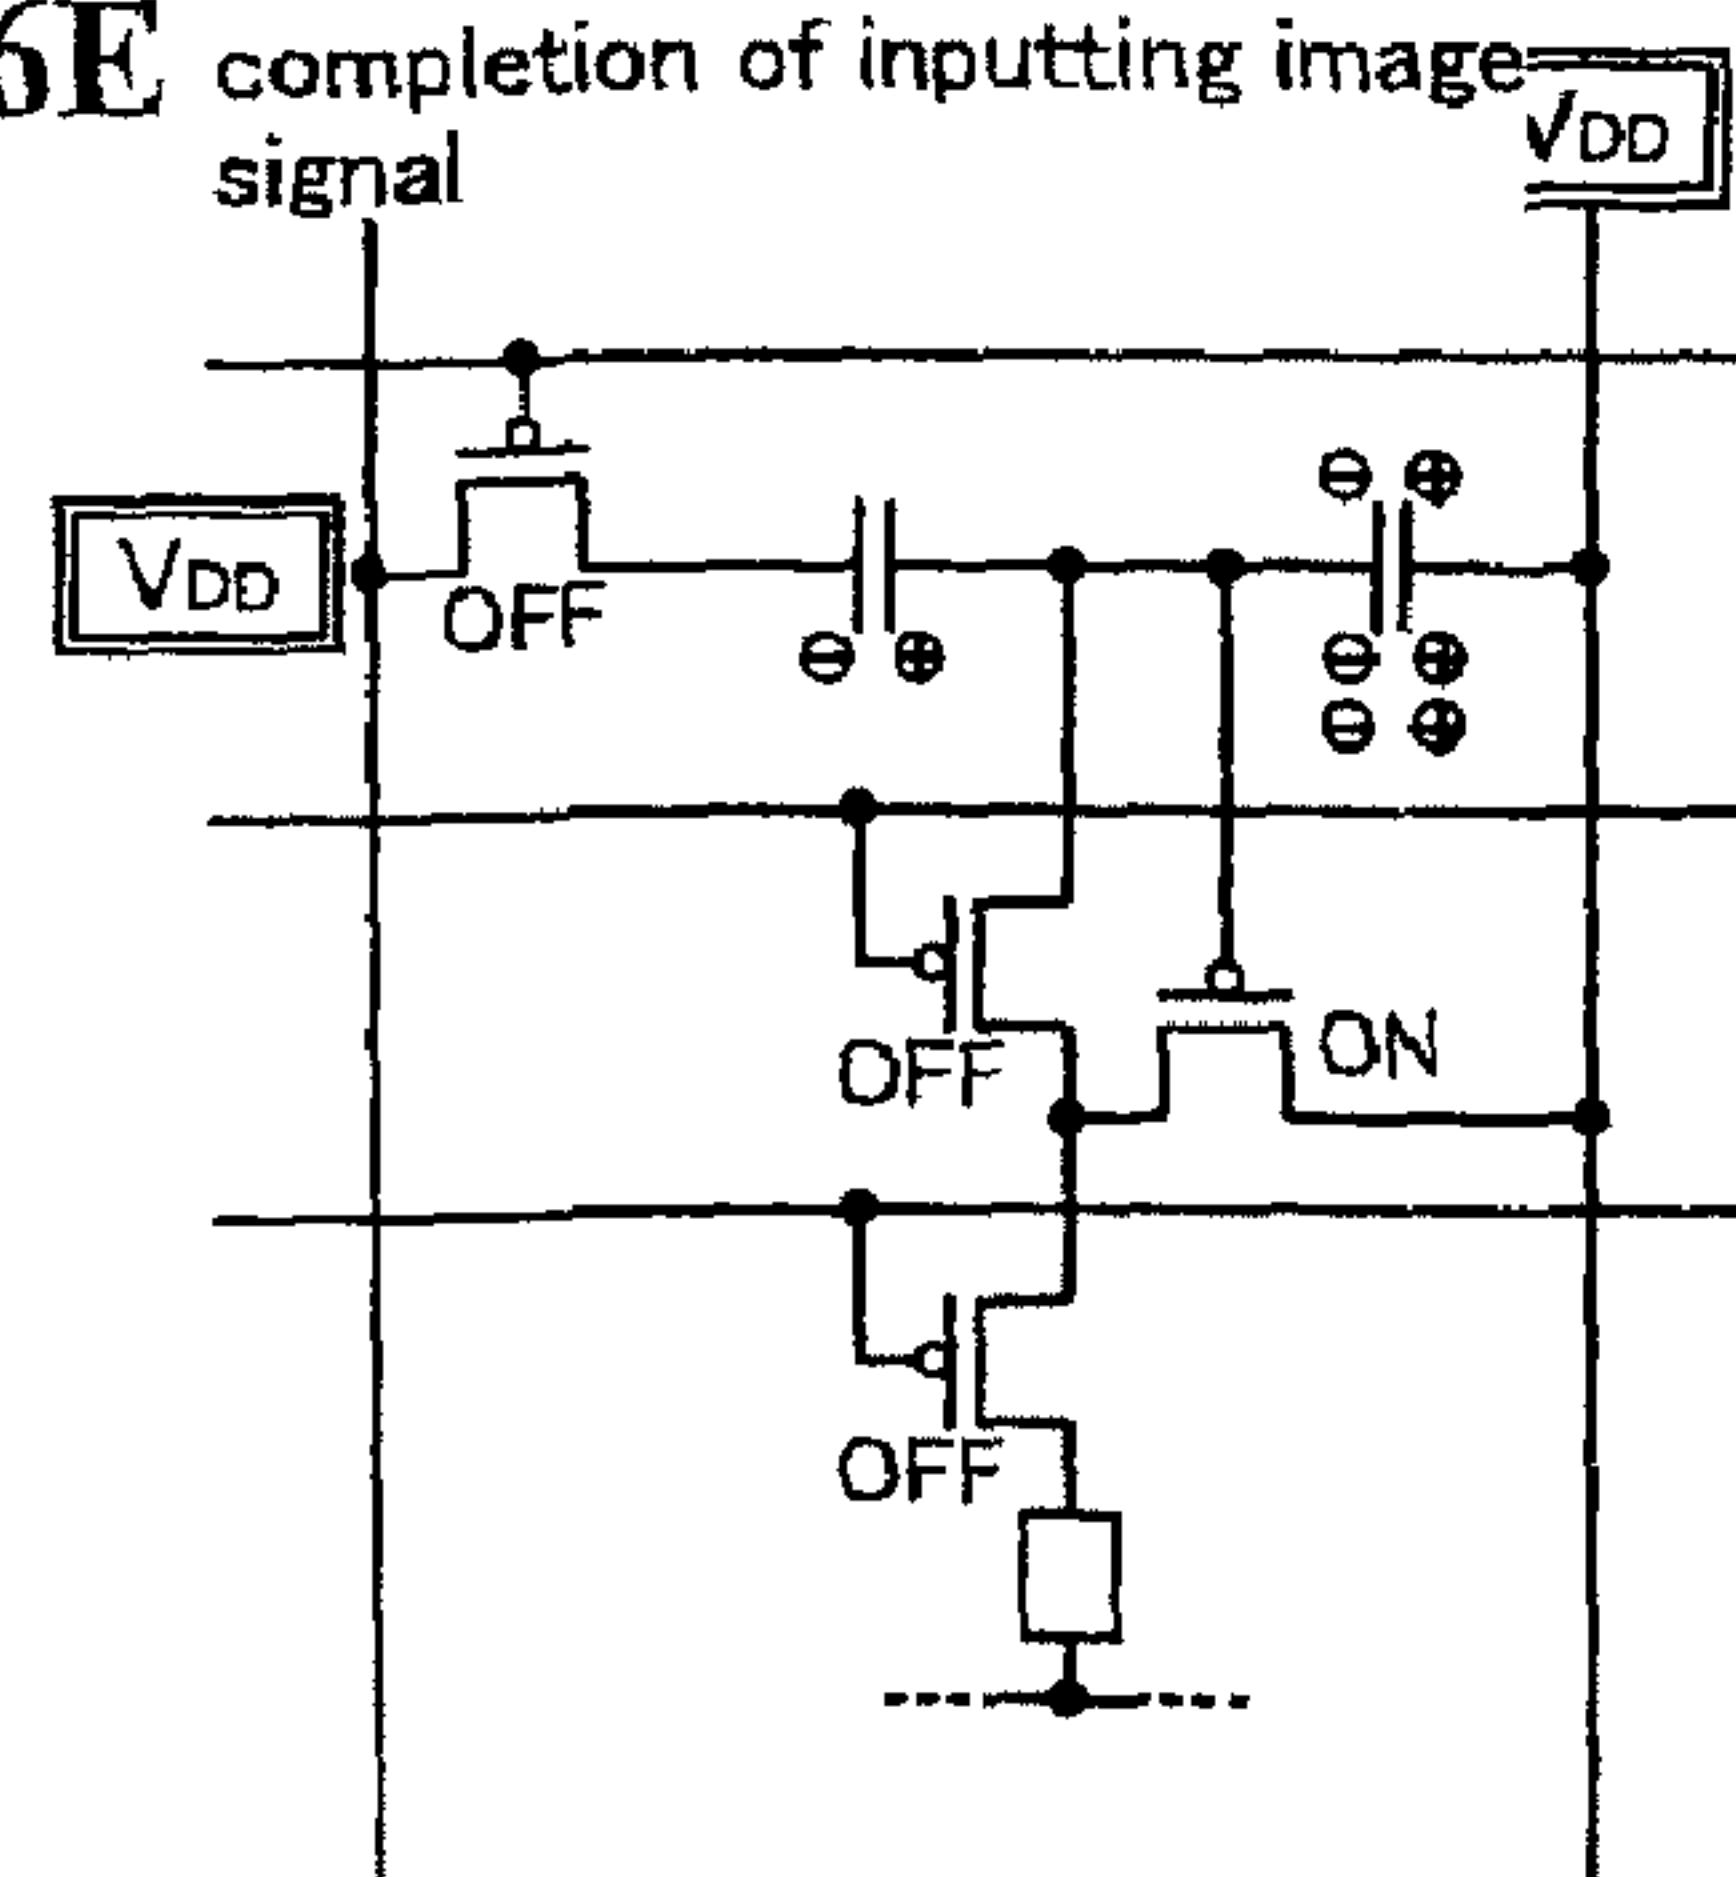 6E completion of inputting image
signal
VDD
VDD
OFF
⊖ ⊕
⊖ ⊕
⊖ ⊕
⊖ ⊕
OFF
ON
OFF